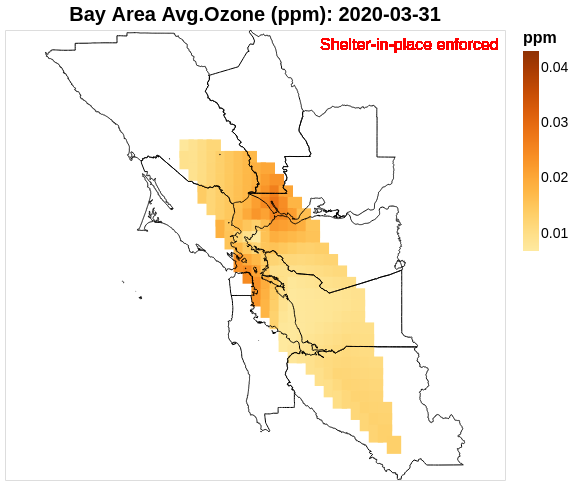 Bay Area Avg.Ozone (ppm): 2020-03-31
Shelter-in-place enforced
ppm
0.04
0.03
0.02
0.01